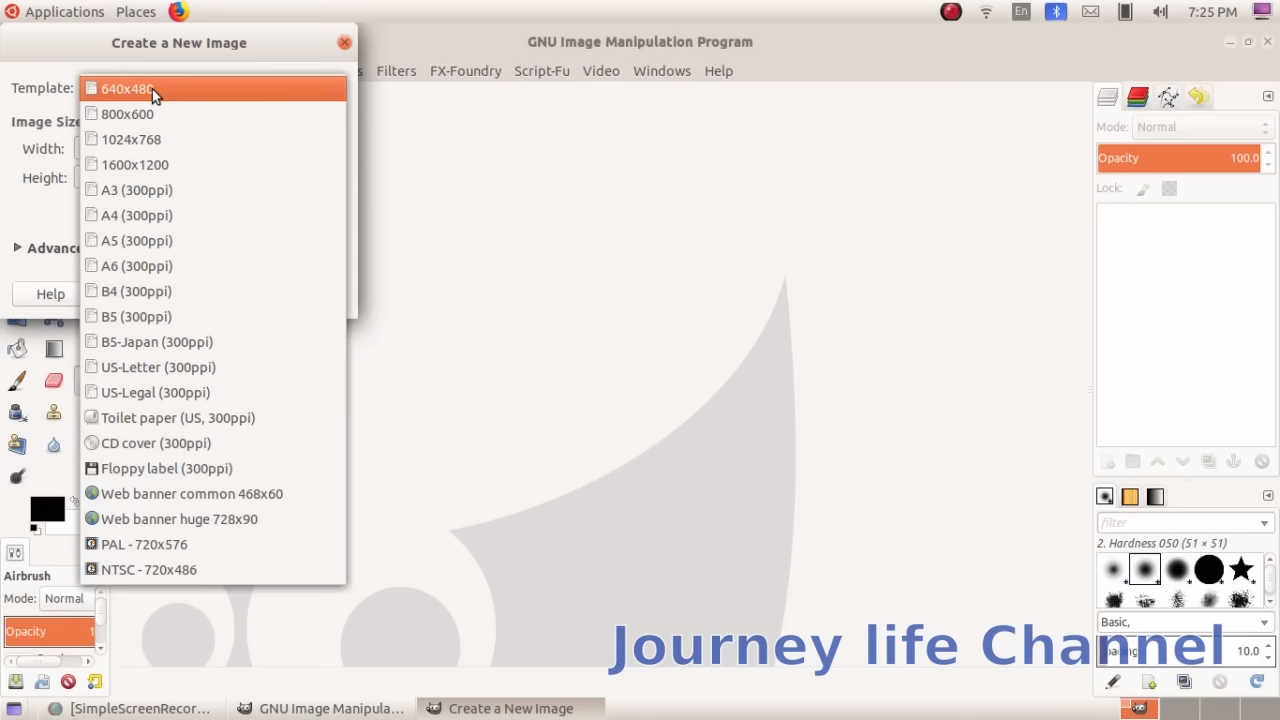 Applications Places En 7:25 PM
Create a New Image
GNU Image Manipulation Program
Filters FX-Foundry Script-Fu Video Windows Help
Template:
640x480
800x600
1024x768
1600x1200
A3 (300ppi)
A4 (300ppi)
A5 (300ppi)
A6 (300ppi)
B4 (300ppi)
B5 (300ppi)
B5-Japan (300ppi)
US-Letter (300ppi)
US-Legal (300ppi)
Toilet paper (US, 300ppi)
CD cover (300ppi)
Floppy label (300ppi)
Web banner common 468x60
Web banner huge 728x90
PAL - 720x576
NTSC - 720x486
Image Size
Width:
Height:
Advance
Help
Airbrush
Mode: Normal
Opacity 1
Mode: Normal
Opacity 100.0
Lock:
filter
2. Hardness 050 (51 × 51)
Basic,
10.0
Journey life Channel
[SimpleScreenRecor... GNU Image Manipula... Create a New Image